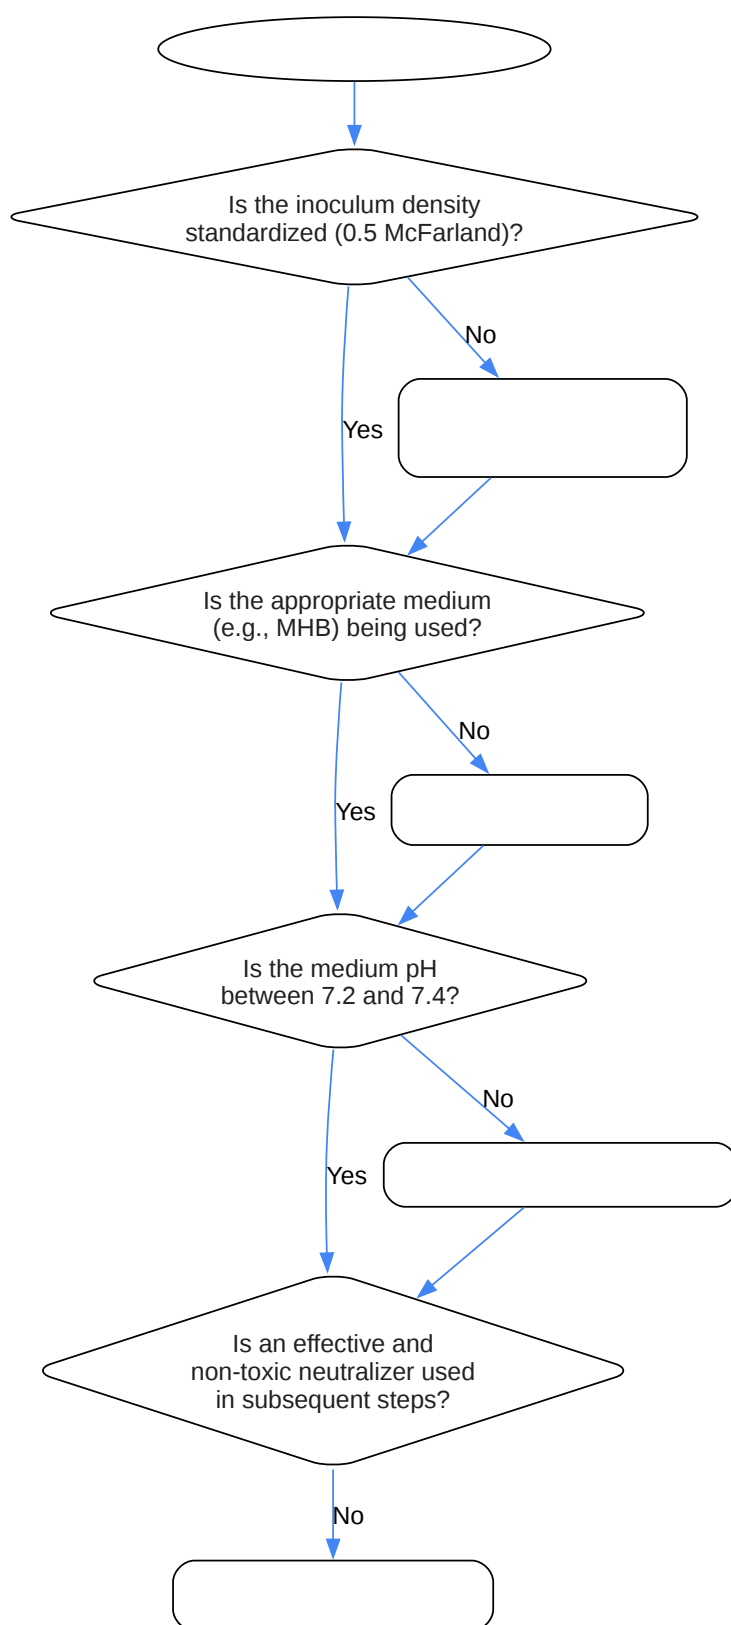 Is the inoculum density
standardized (0.5 McFarland)?
No
Yes
Is the appropriate medium
(e.g., MHB) being used?
No
Yes
Is the medium pH
between 7.2 and 7.4?
No
Yes
Is an effective and
non-toxic neutralizer used
in subsequent steps?
No